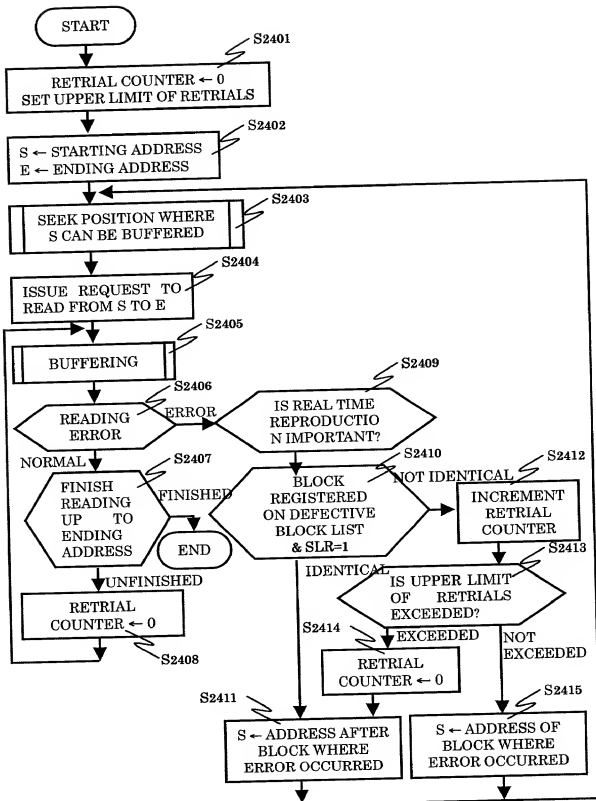 START
S2401
RETRIAL COUNTER ← 0
SET UPPER LIMIT OF RETRIALS
S2402
S ← STARTING ADDRESS
E ← ENDING ADDRESS
S2403
SEEK POSITION WHERE
S CAN BE BUFFERED
S2404
ISSUE REQUEST TO
READ FROM S TO E
S2405
BUFFERING
S2406
READING
ERROR
ERROR
S2409
IS REAL TIME
REPRODUCTIO
N IMPORTANT?
NORMAL
S2407
FINISH
READING
UP TO
ENDING
ADDRESS
FINISHED
END
UNFINISHED
RETRIAL
COUNTER ← 0
S2408
S2410
BLOCK
REGISTERED
ON DEFECTIVE
BLOCK LIST
& SLR=1
NOT IDENTICAL
S2412
INCREMENT
RETRIAL
COUNTER
IDENTICAL
S2413
IS UPPER LIMIT
OF RETRIALS
EXCEEDED?
EXCEEDED
NOT
EXCEEDED
S2414
RETRIAL
COUNTER ← 0
S2411
S ← ADDRESS AFTER
BLOCK WHERE
ERROR OCCURRED
S2415
S ← ADDRESS OF
BLOCK WHERE
ERROR OCCURRED